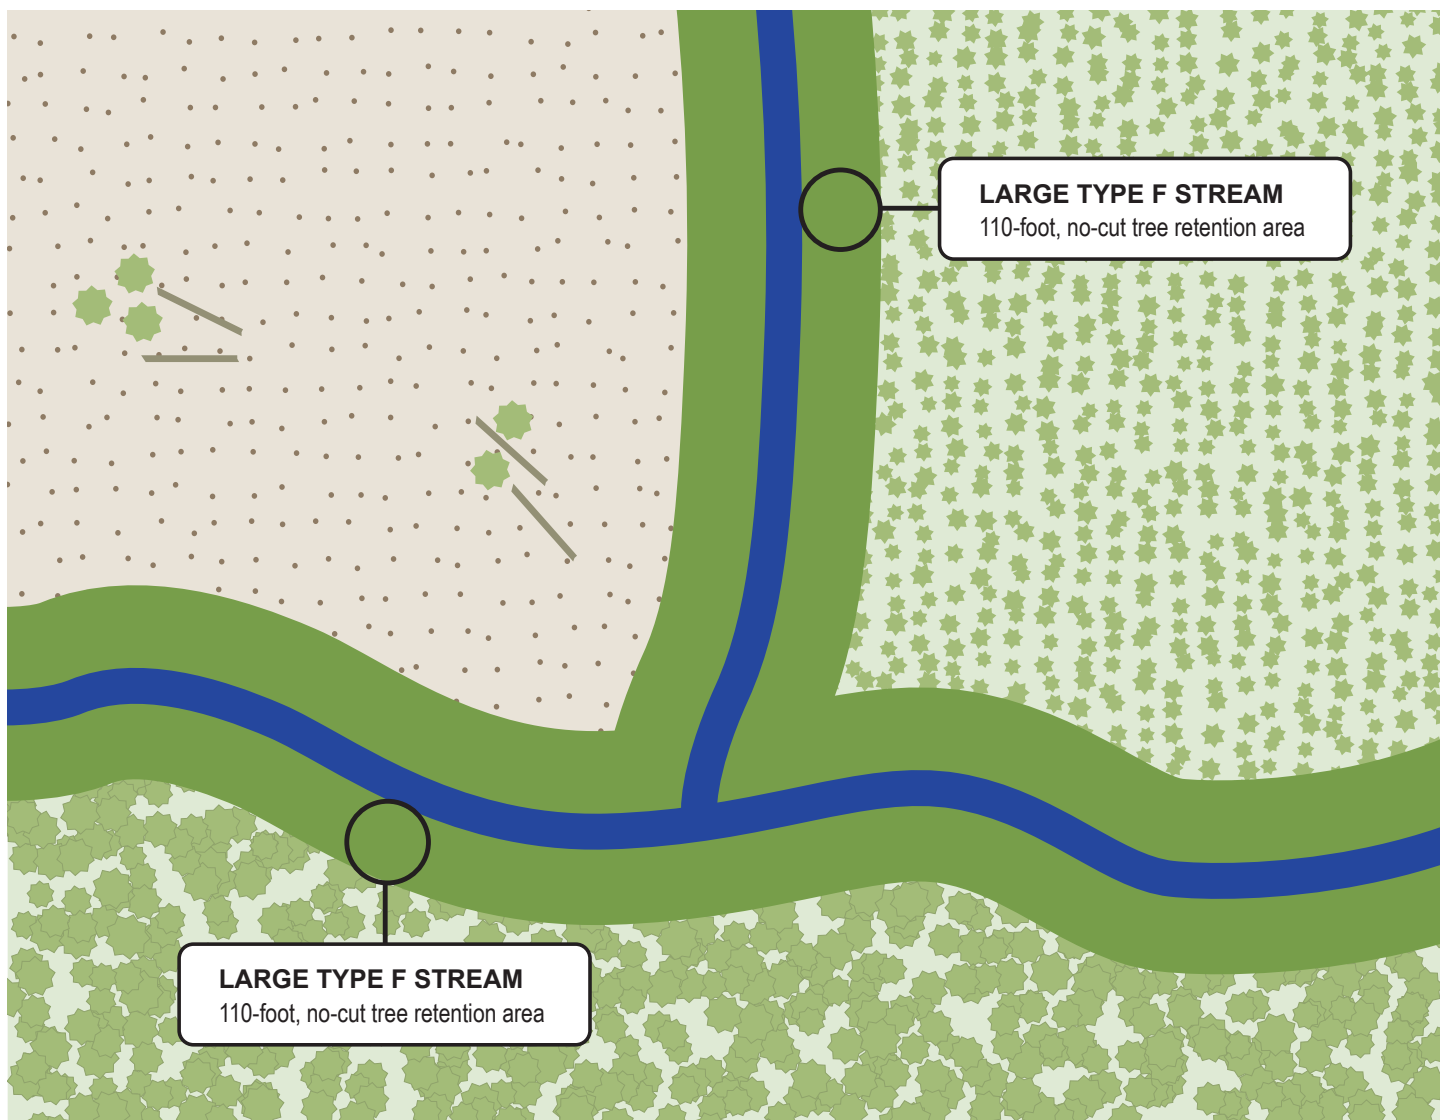 LARGE TYPE F STREAM
110-foot, no-cut tree retention area
LARGE TYPE F STREAM
110-foot, no-cut tree retention area